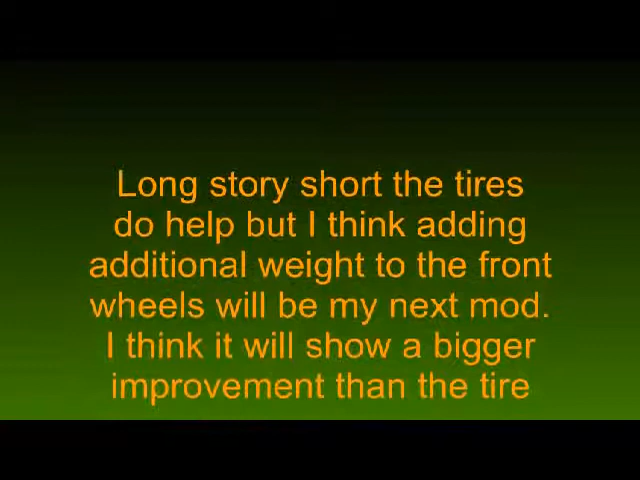 Long story short the tires
do help but I think adding
additional weight to the front
wheels will be my next mod.
I think it will show a bigger
improvement than the tire